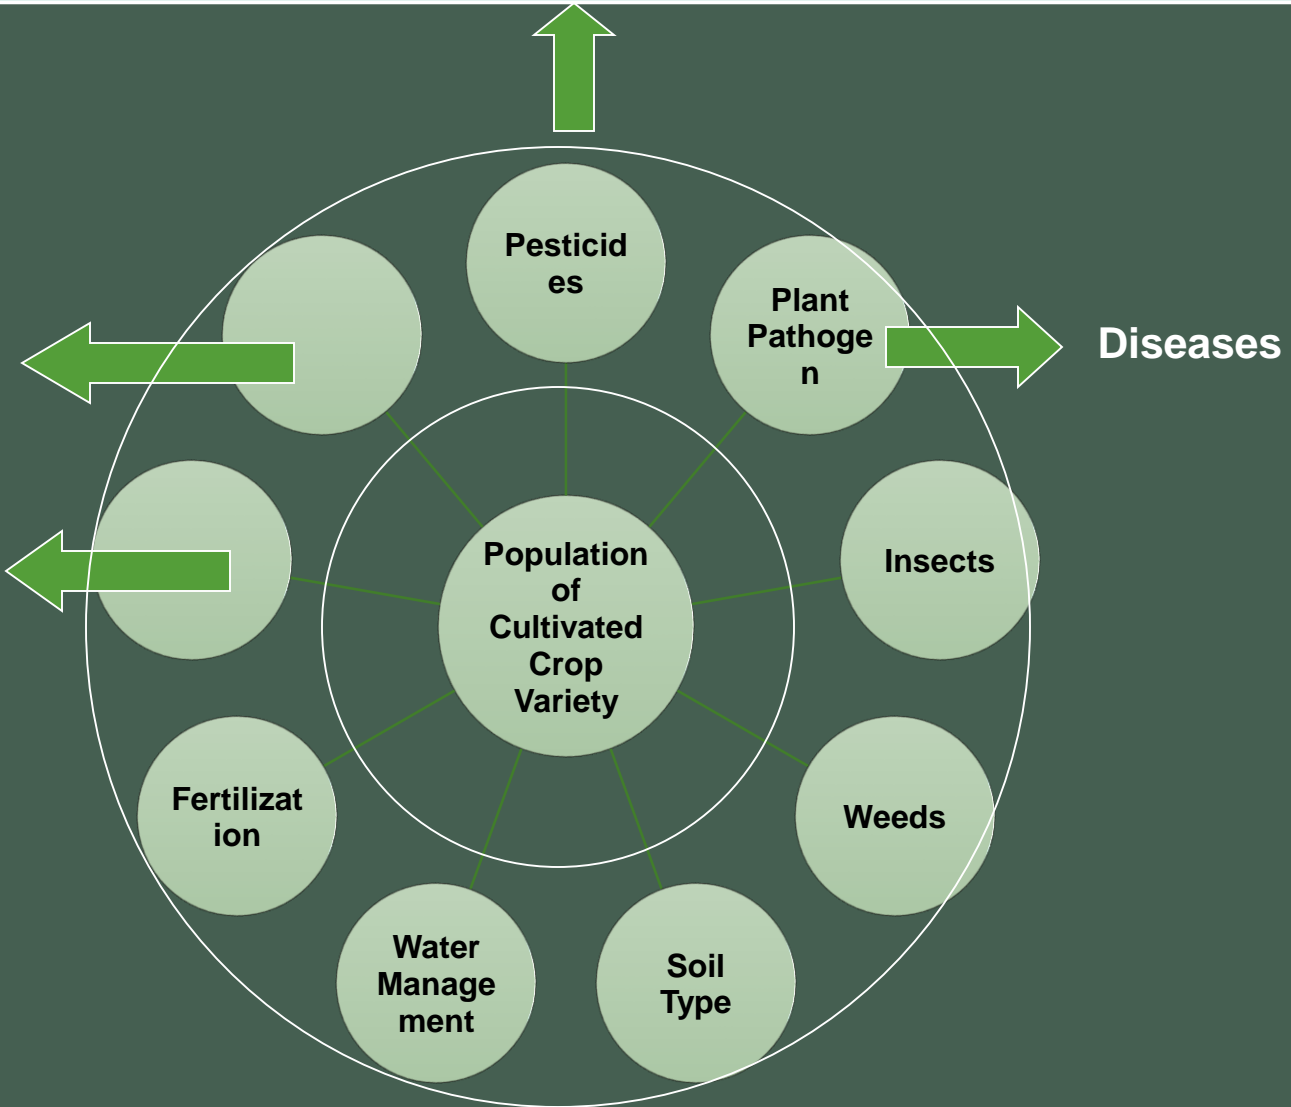 Pesticid
es
Plant
Pathoge
n
Diseases
Insects
Population
of
Cultivated
Crop
Variety
Weeds
Fertilizat
ion
Water
Manage
ment
Soil
Type